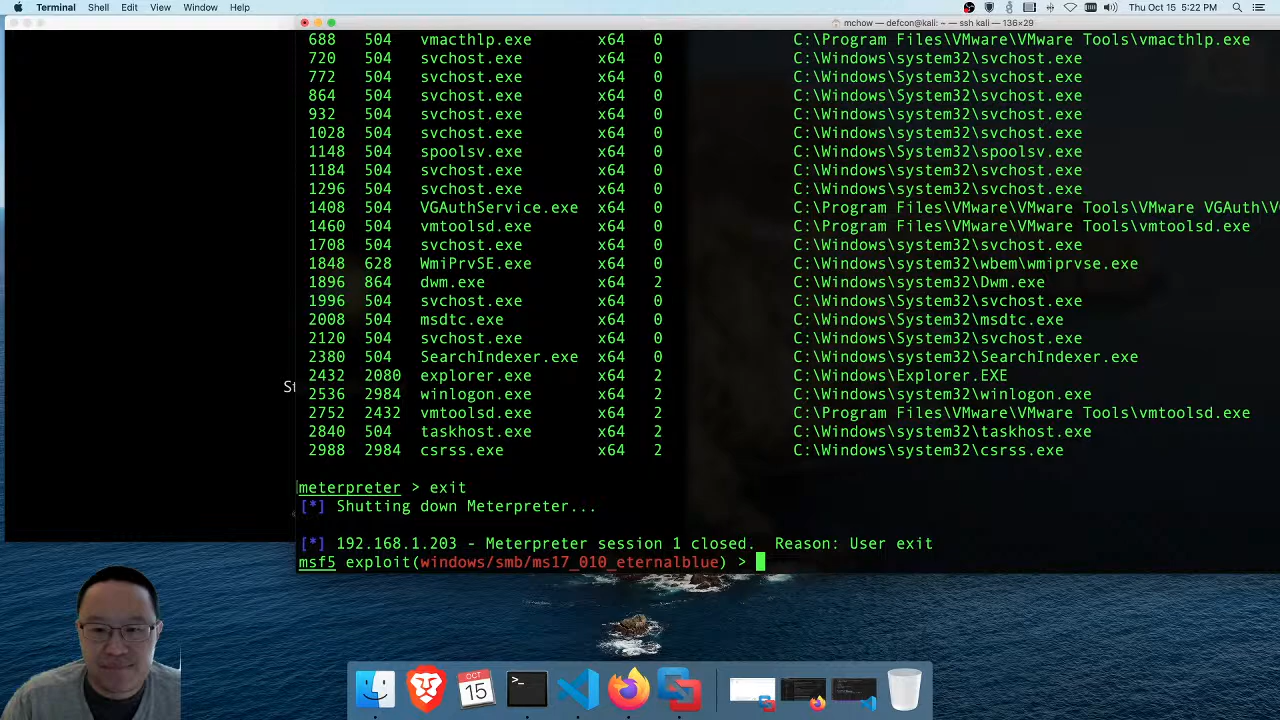 Terminal Shell Edit View Window Help Thu Oct 15 5:22 PM
mchow — defcon@kali: ~ — ssh kali — 136×29
688 504 vmacthlp.exe x64 0 C:\Program Files\VMware\VMware Tools\vmacthlp.exe
720 504 svchost.exe x64 0 C:\Windows\system32\svchost.exe
772 504 svchost.exe x64 0 C:\Windows\system32\svchost.exe
864 504 svchost.exe x64 0 C:\Windows\System32\svchost.exe
932 504 svchost.exe x64 0 C:\Windows\system32\svchost.exe
1028 504 svchost.exe x64 0 C:\Windows\system32\svchost.exe
1148 504 spoolsv.exe x64 0 C:\Windows\System32\spoolsv.exe
1184 504 svchost.exe x64 0 C:\Windows\system32\svchost.exe
1296 504 svchost.exe x64 0 C:\Windows\system32\svchost.exe
1408 504 VGAuthService.exe x64 0 C:\Program Files\VMware\VMware Tools\VMware VGAuth\V
1460 504 vmtoolsd.exe x64 0 C:\Program Files\VMware\VMware Tools\vmtoolsd.exe
1708 504 svchost.exe x64 0 C:\Windows\system32\svchost.exe
1848 628 WmiPrvSE.exe x64 0 C:\Windows\system32\wbem\wmiprvse.exe
1896 864 dwm.exe x64 2 C:\Windows\system32\Dwm.exe
1996 504 svchost.exe x64 0 C:\Windows\system32\svchost.exe
2008 504 msdtc.exe x64 0 C:\Windows\System32\msdtc.exe
2120 504 svchost.exe x64 0 C:\Windows\System32\svchost.exe
2380 504 SearchIndexer.exe x64 0 C:\Windows\system32\SearchIndexer.exe
2432 2080 explorer.exe x64 2 C:\Windows\Explorer.EXE
2536 2984 winlogon.exe x64 2 C:\Windows\system32\winlogon.exe
2752 2432 vmtoolsd.exe x64 2 C:\Program Files\VMware\VMware Tools\vmtoolsd.exe
2840 504 taskhost.exe x64 2 C:\Windows\system32\taskhost.exe
2988 2984 csrss.exe x64 2 C:\Windows\system32\csrss.exe
St
meterpreter > exit
[*] Shutting down Meterpreter...
[*] 192.168.1.203 - Meterpreter session 1 closed. Reason: User exit
msf5 exploit(windows/smb/ms17_010_eternalblue) >
OCT
15
>_